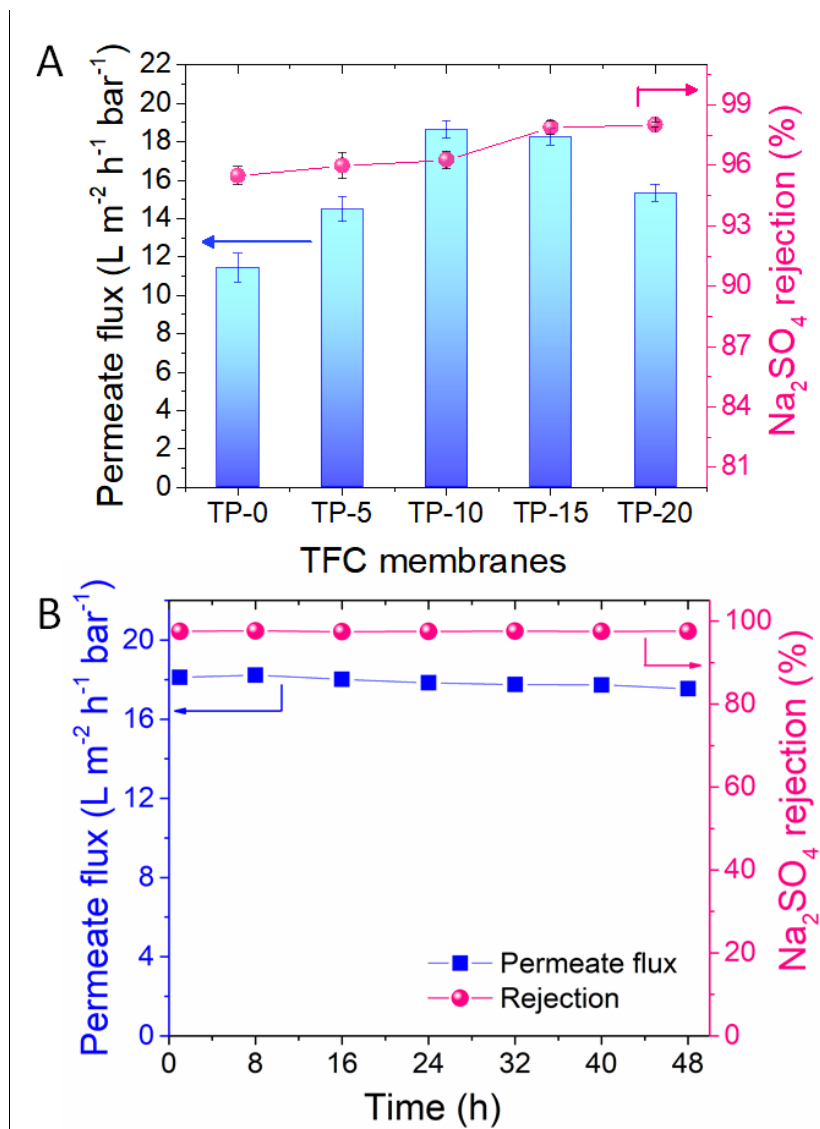 A
Permeate flux (L m⁻² h⁻¹ bar⁻¹)
22
20
18
16
14
12
10
8
6
4
2
0
99
96
93
90
87
84
81
Na₂SO₄ rejection (%)
TP-0 TP-5 TP-10 TP-15 TP-20
TFC membranes
B
Permeate flux (L m⁻² h⁻¹ bar⁻¹)
20
16
12
8
4
0
100
80
60
40
20
0
Na₂SO₄ rejection (%)
Permeate flux
Rejection
0 8 16 24 32 40 48
Time (h)